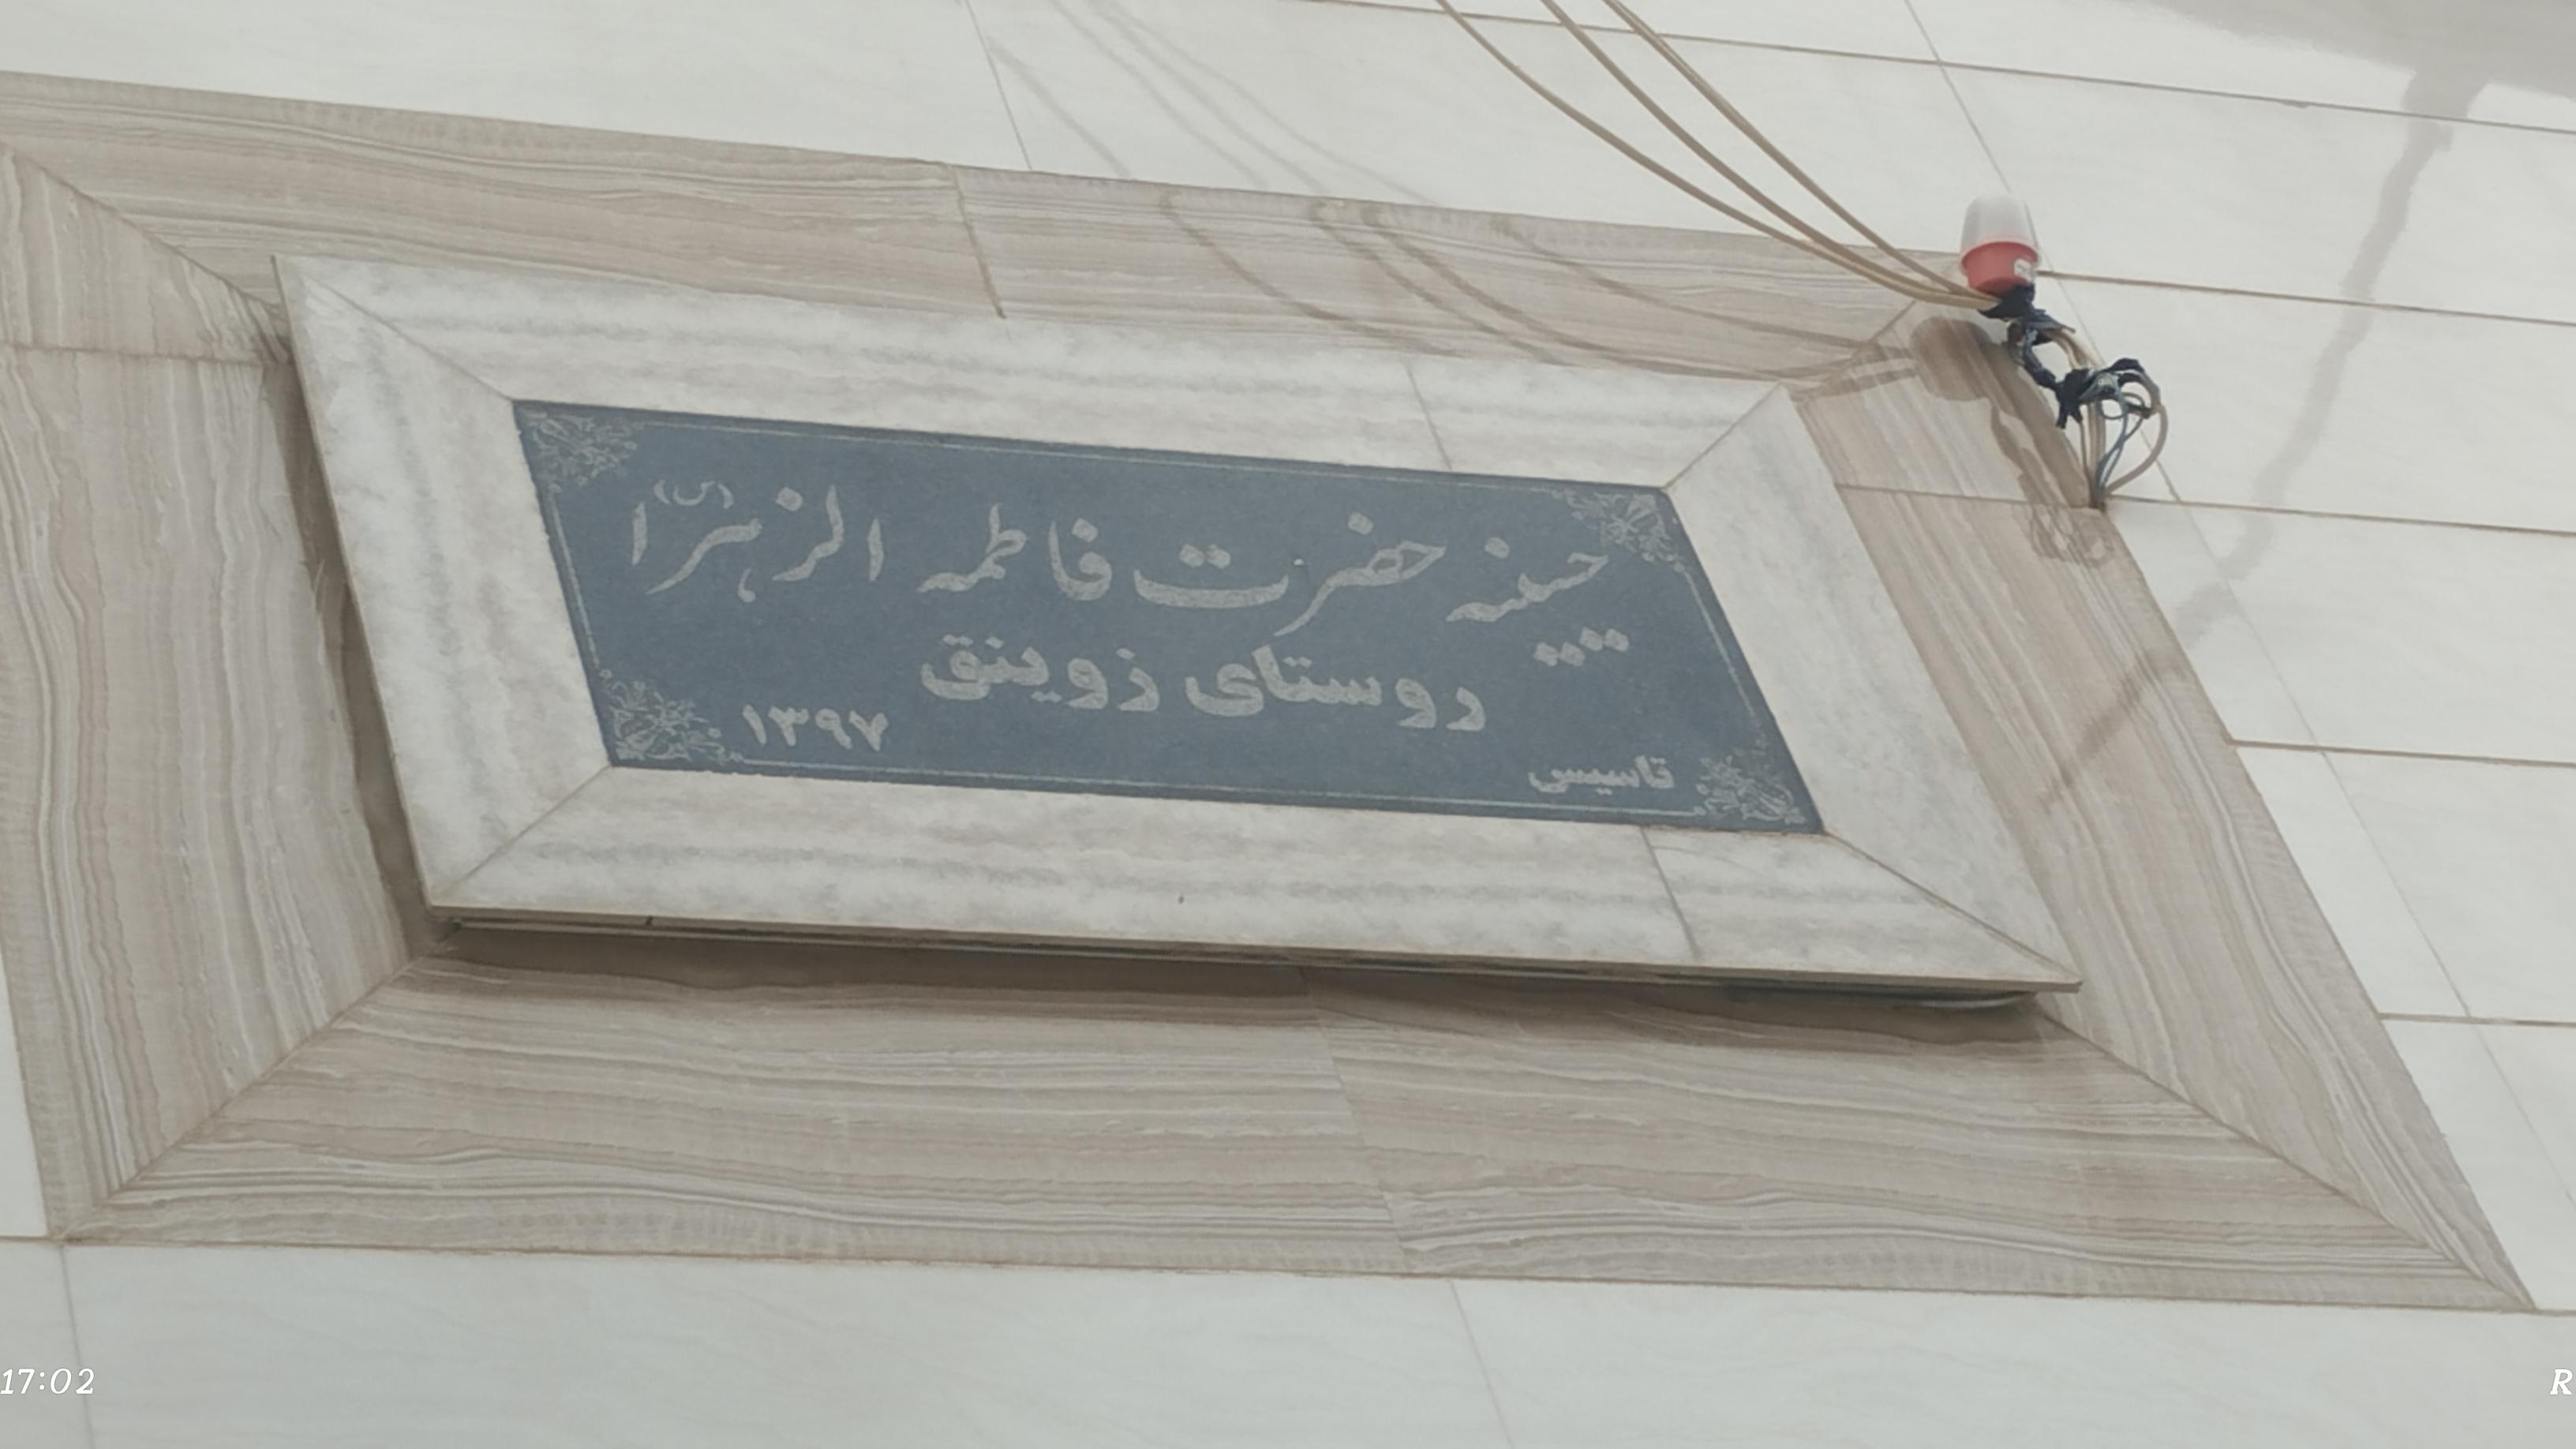 حسینیه حضرت فاطمه الزهرا (س)
روستای زوینق
تاسیس ۱۳۹۷
17:02
R